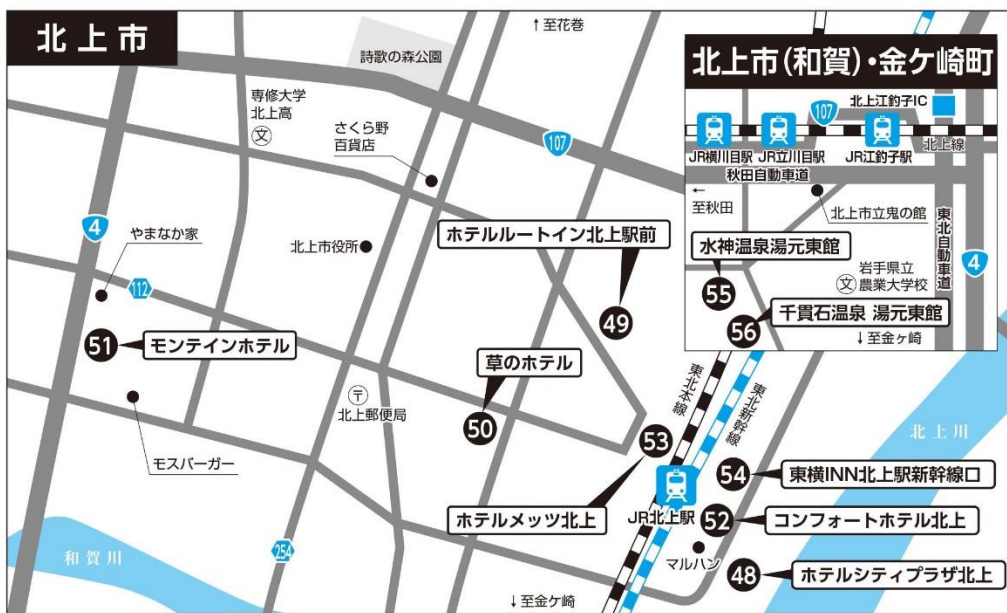 北上市
↑至花巻
詩歌の森公園
専修大学
北上高
文
さくら野
百貨店
107
4
やまなか家
北上市役所
ホテルルートイン北上駅前
112
49
51
モンテインホテル
草のホテル
50
〒
北上郵便局
モスバーガー
東北本線
東北新幹線
53
ホテルメッツ北上
JR北上駅
54
東横INN北上駅新幹線口
52
コンフォートホテル北上
マルハン
48
ホテルシティプラザ北上
254
和賀川
北上川
↓至金ケ崎
北上市(和賀)・金ケ崎町
北上江釣子IC
107
JR横川目駅
JR立川目駅
JR江釣子駅
北上線
秋田自動車道
←
至秋田
北上市立鬼の館
東北自動車道
4
水神温泉湯元東館
55
岩手県立
農業大学校
文
56
千貫石温泉 湯元東館
↓至金ケ崎